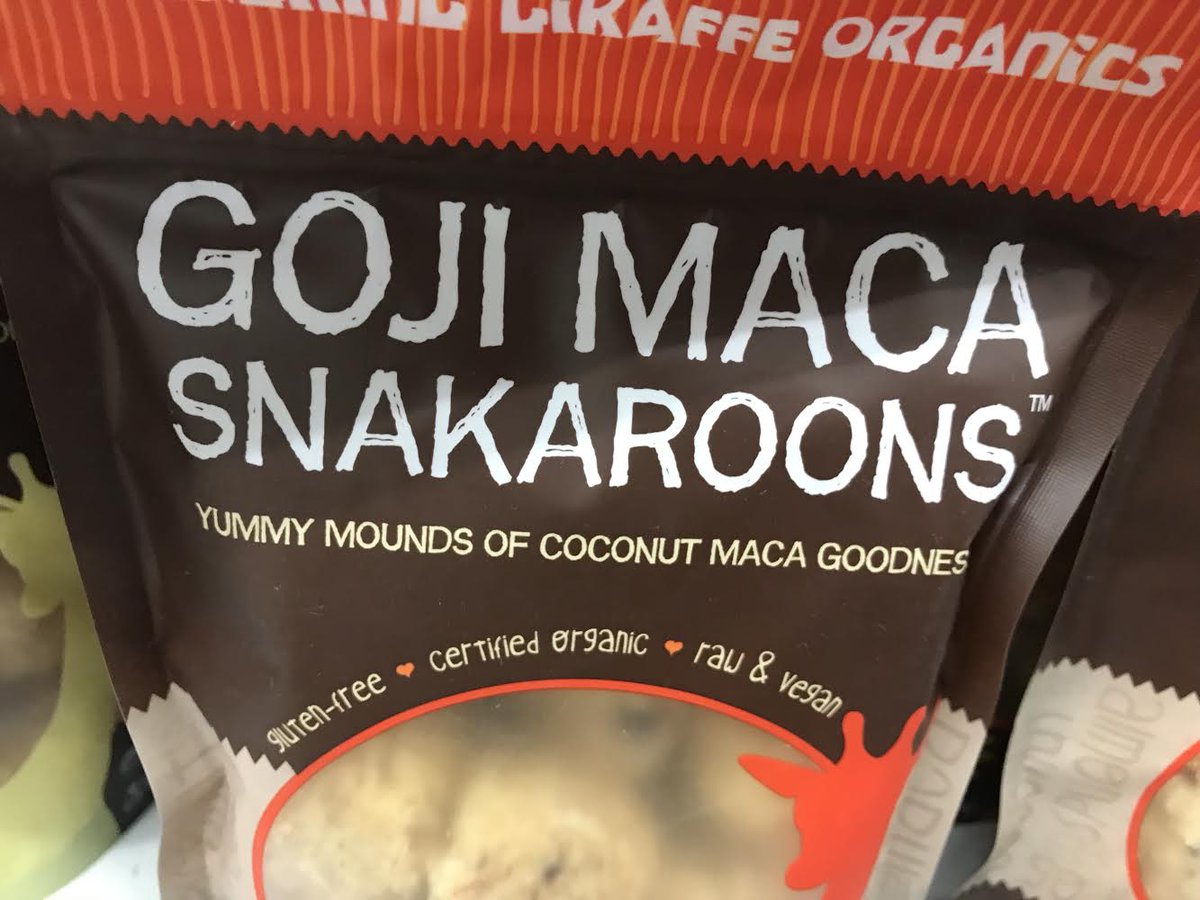 GIRAFFE ORGANICS
GOJI MACA
SNAKAROONS™
YUMMY MOUNDS OF COCONUT MACA GOODNES
gluten-free ♥ certified organic ♥ raw & vegan